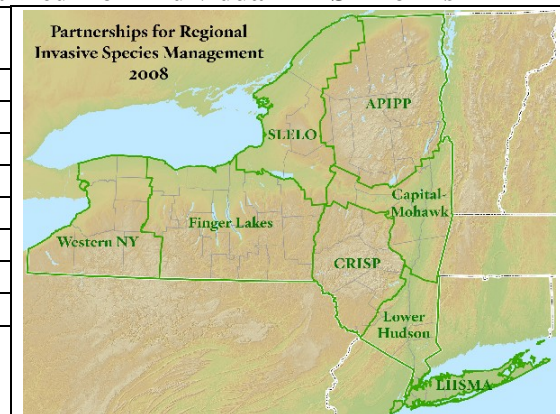 Partnerships for Regional
Invasive Species Management
2008
APIPP
SLELO
Capital-
Mohawk
Western NY
Finger Lakes
CRISP
Lower
Hudson
LIISMA